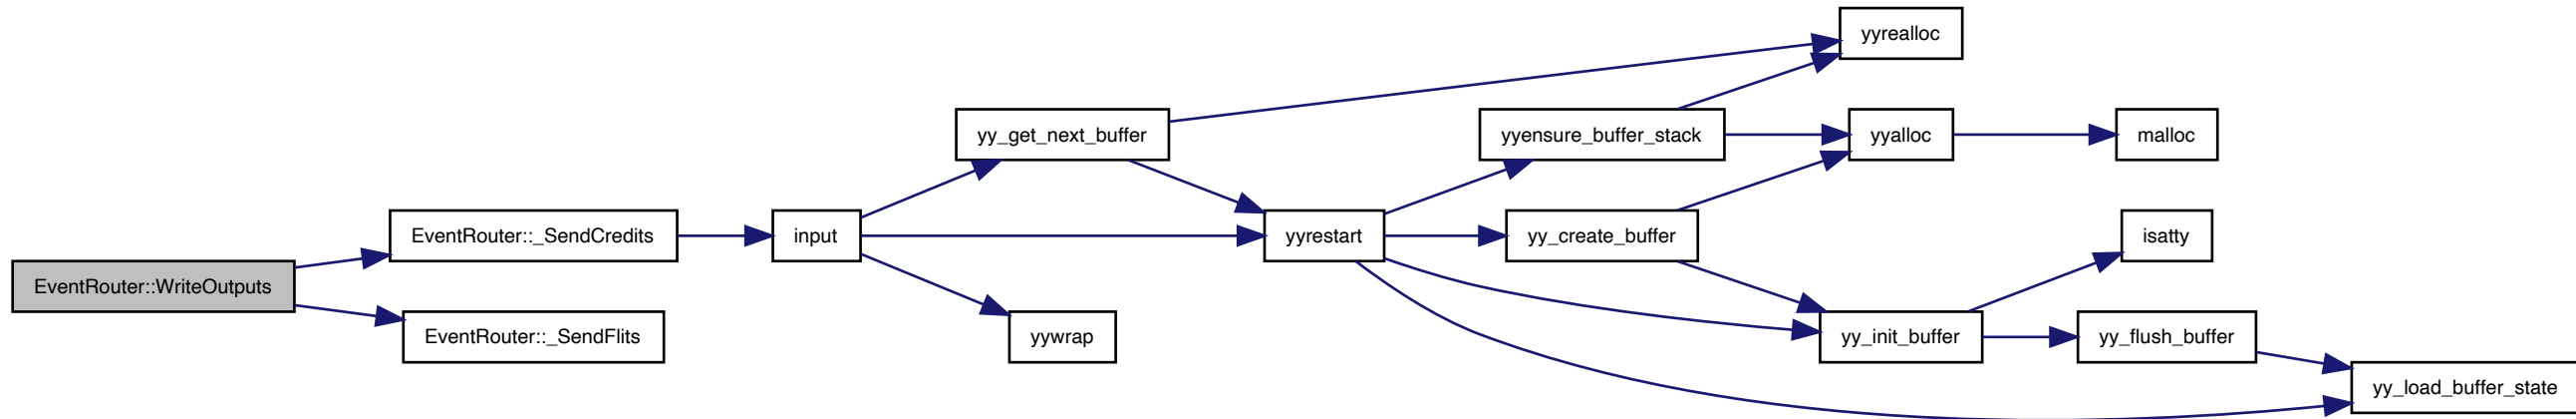 EventRouter::WriteOutputs
EventRouter::_SendCredits
EventRouter::_SendFlits
input
yy_get_next_buffer
yywrap
yyrestart
yyensure_buffer_stack
yy_create_buffer
yyrealloc
yyalloc
yy_init_buffer
malloc
isatty
yy_flush_buffer
yy_load_buffer_state